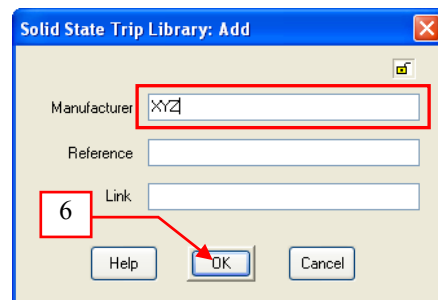 Solid State Trip Library: Add
Manufacturer XYZ
Reference
Link
6
Help OK Cancel